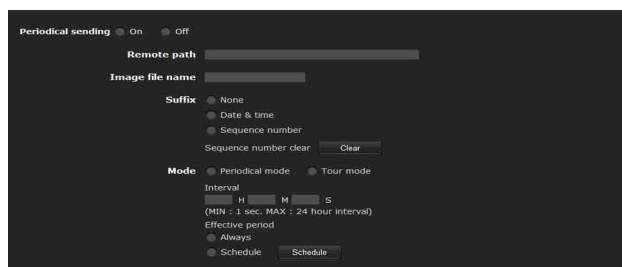 Periodical sending On Off
Remote path
Image file name
Suffix None
Date & time
Sequence number
Sequence number clear Clear
Mode Periodical mode Tour mode
Interval
H M S
(MIN : 1 sec. MAX : 24 hour interval)
Effective period
Always
Schedule Schedule